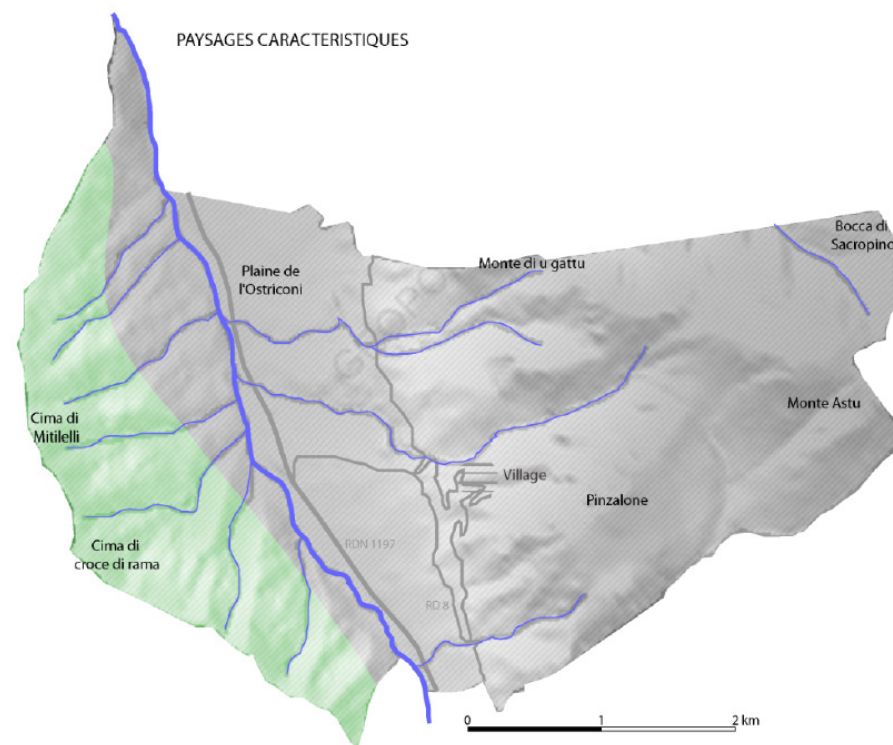 PAYSAGES CARACTERISTIQUES
Bocca di
Sacropino
Monte di u gattu
Plaine de
l'Ostriconi
Monte Astu
Cima di
Mitilelli
Village
Pinzalone
RDN 1197
Cima di
croce di rama
RD 8
0 1 2 km